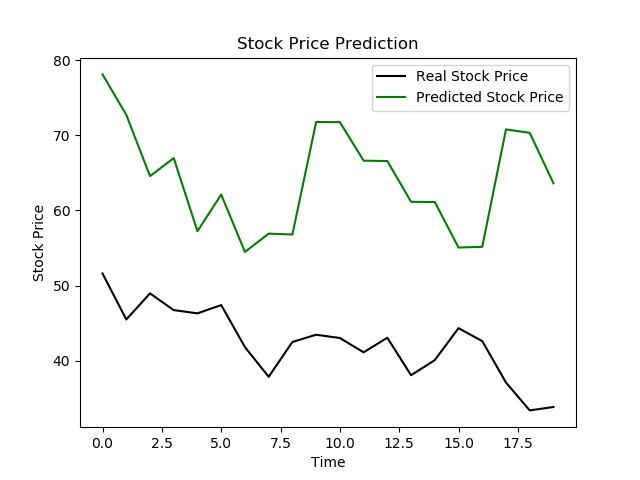 Stock Price Prediction
Real Stock Price
Predicted Stock Price
Stock Price
80
70
60
50
40
0.0 2.5 5.0 7.5 10.0 12.5 15.0 17.5
Time